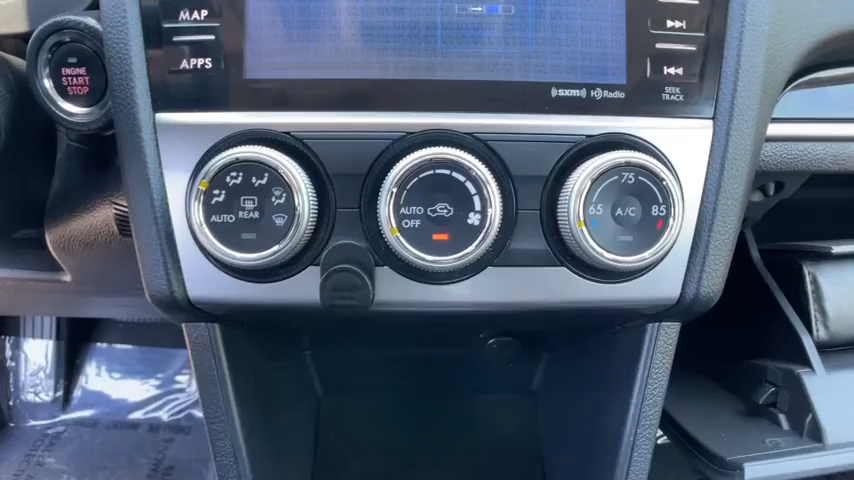 MAP
APPS
ENGINE
START
STOP
((SXM))
HD Radio
SEEK
TRACK
AUTO
REAR
AUTO
OFF
75
65
A/C
85